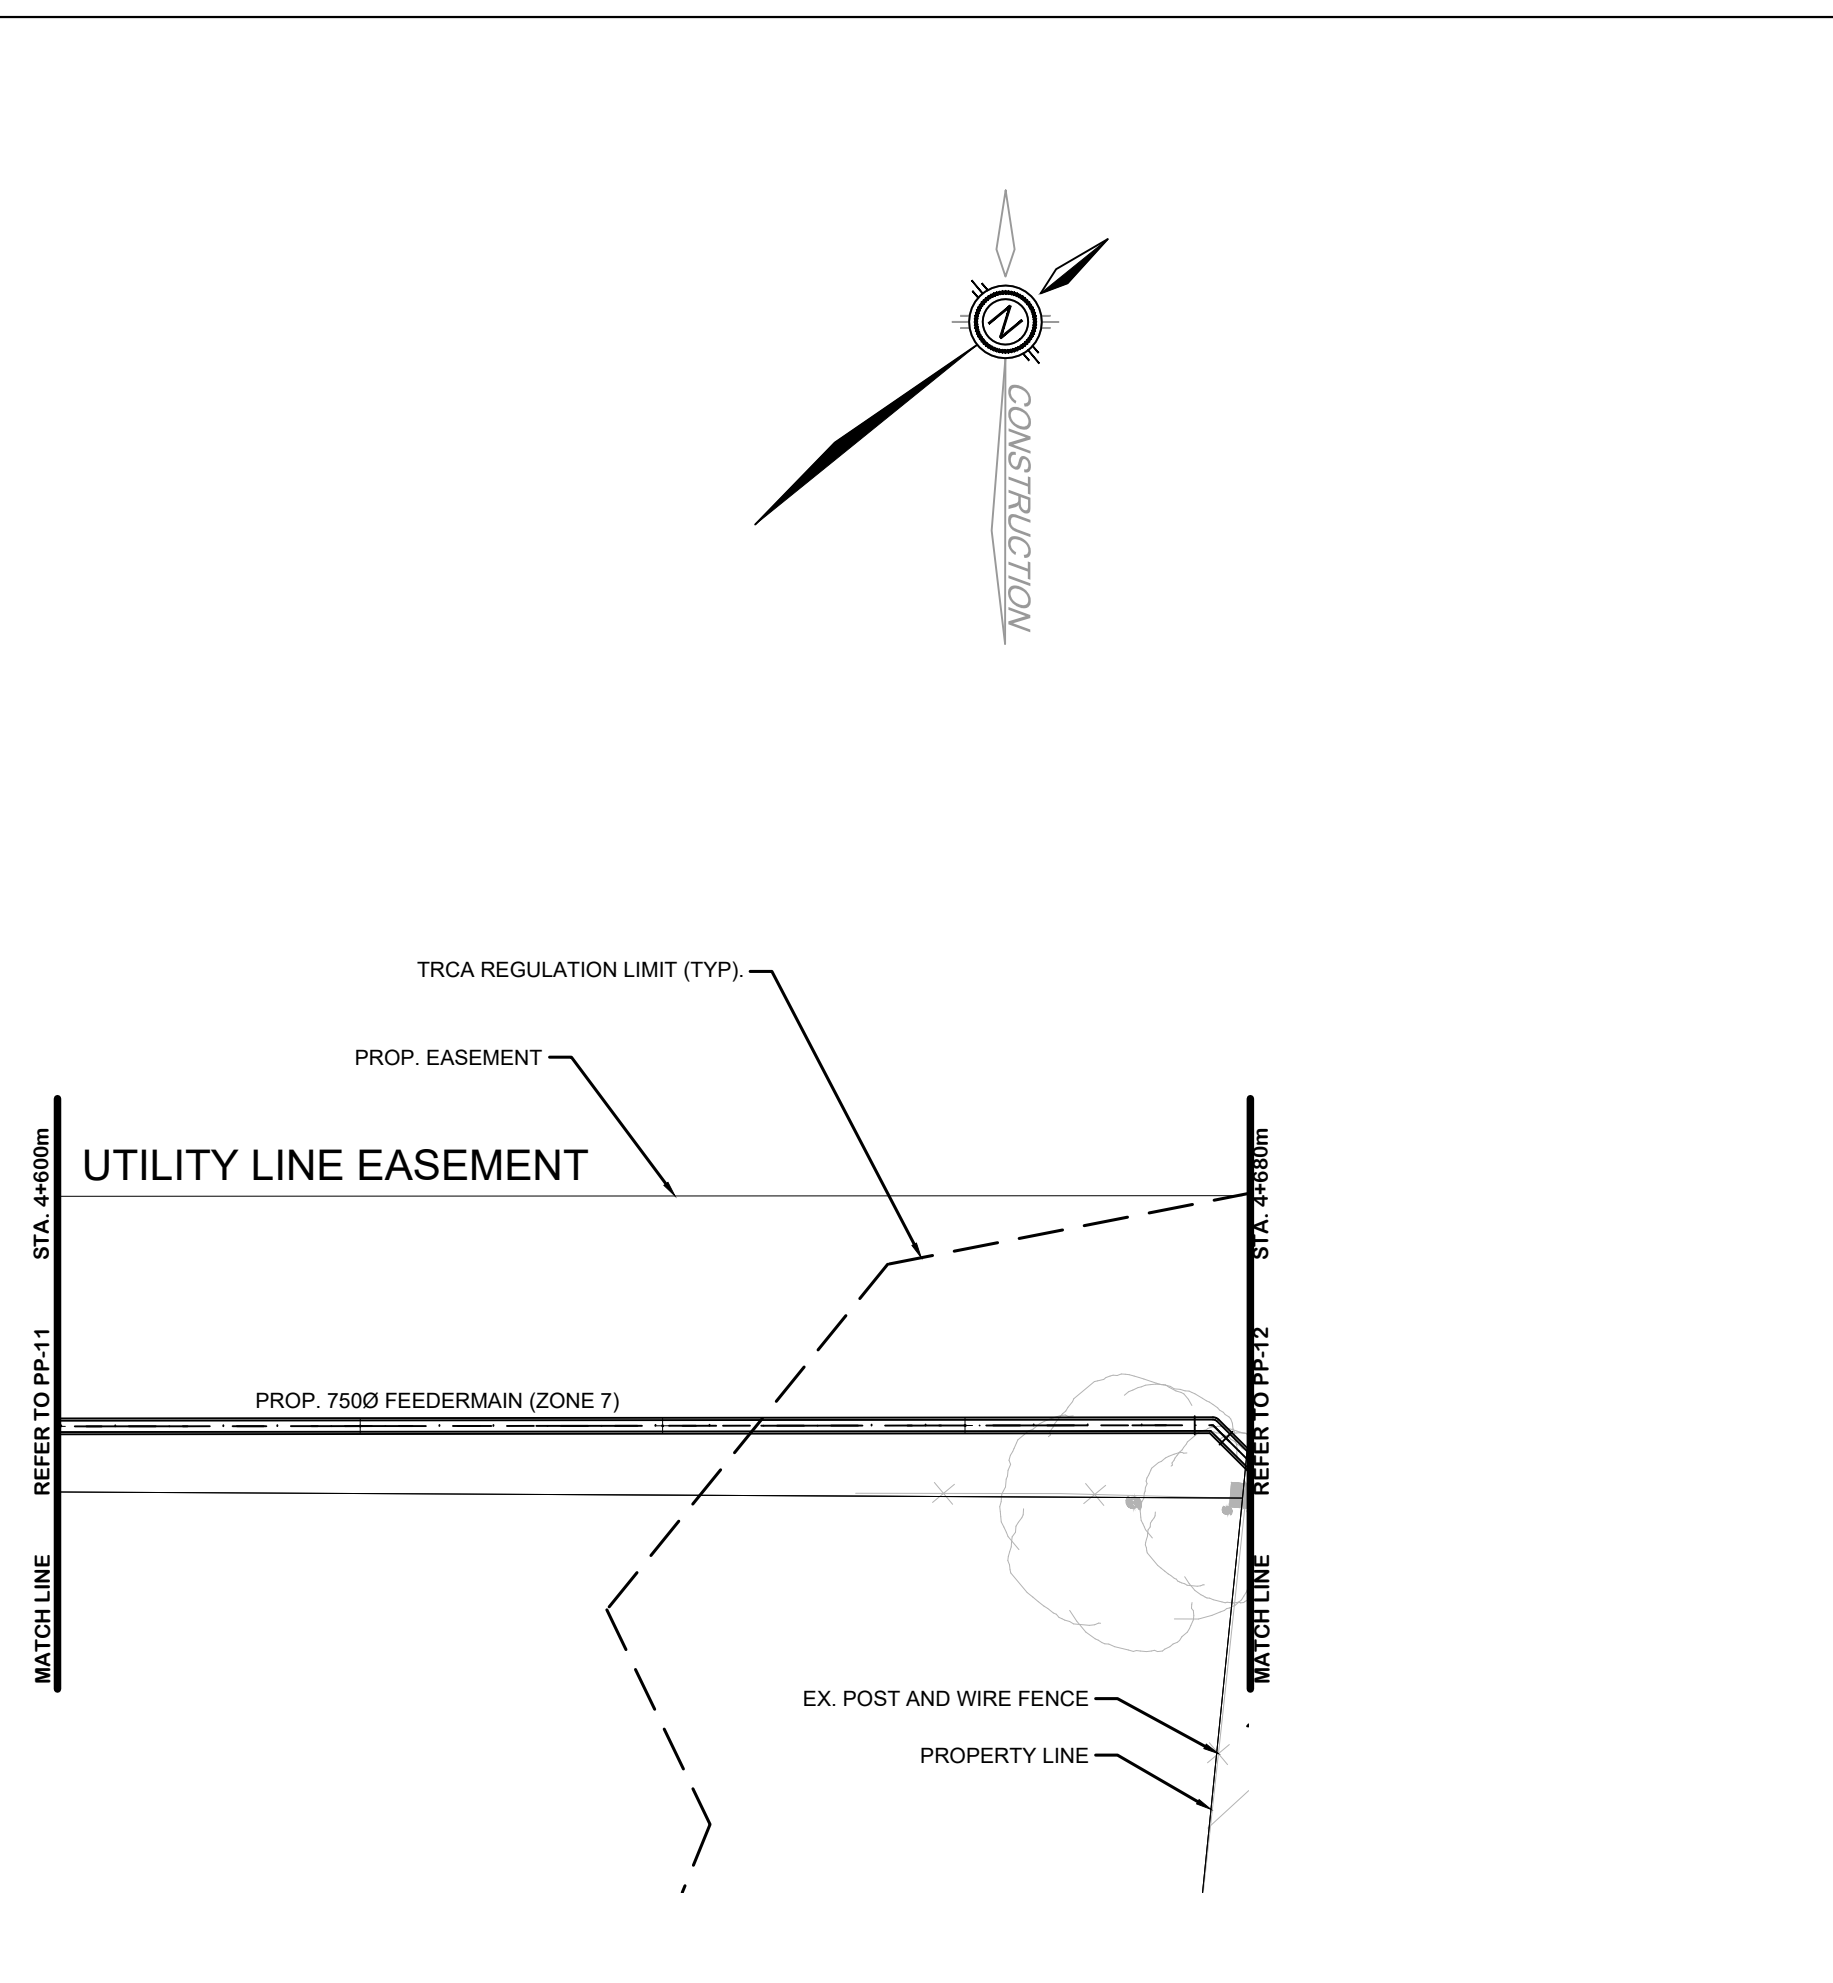 N
CONSTRUCTION
TRCA REGULATION LIMIT (TYP).
PROP. EASEMENT
UTILITY LINE EASEMENT
MATCH LINE REFER TO PP-11 STA. 4+600m
MATCH LINE REFER TO PP-12 STA. 4+680m
PROP. 750Ø FEEDERMAIN (ZONE 7)
EX. POST AND WIRE FENCE
PROPERTY LINE